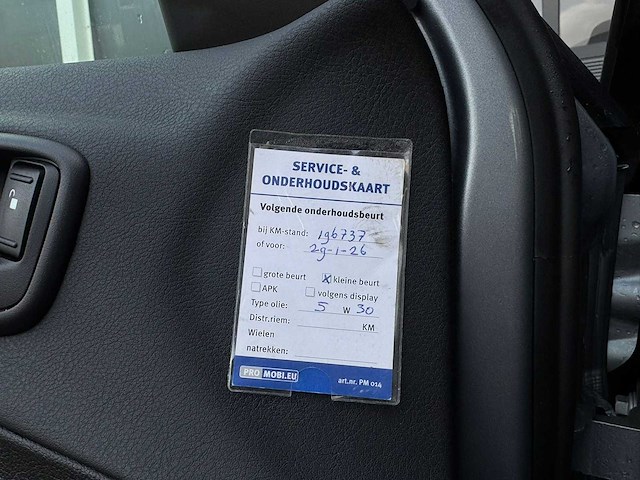 SERVICE- &
ONDERHOUDSKAART
Volgende onderhoudsbeurt
bij KM-stand: 196737
of voor: 29-1-26
grote beurt x kleine beurt
APK volgens display
Type olie: 5 W 30
Distr.riem: KM
Wielen
natrekken:
PROMOBI.EU art.nr. PM 014